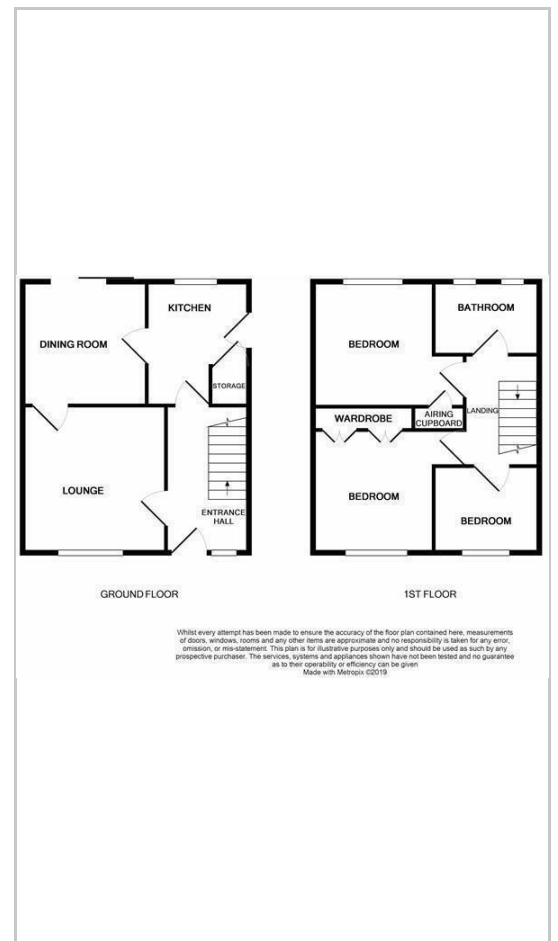 KITCHEN
DINING ROOM
STORAGE
LOUNGE
ENTRANCE
HALL
GROUND FLOOR
BATHROOM
BEDROOM
WARDROBE
AIRING
CUPBOARD
LANDING
BEDROOM
BEDROOM
1ST FLOOR
Whilst every attempt has been made to ensure the accuracy of the floor plan contained here, measurements
of doors, windows, rooms and any other items are approximate and no responsibility is taken for any error,
omission, or mis-statement. This plan is for illustrative purposes only and should be used as such by any
prospective purchaser. The services, systems and appliances shown have not been tested and no guarantee
as to their operability or efficiency can be given
Made with Metropix ©2019